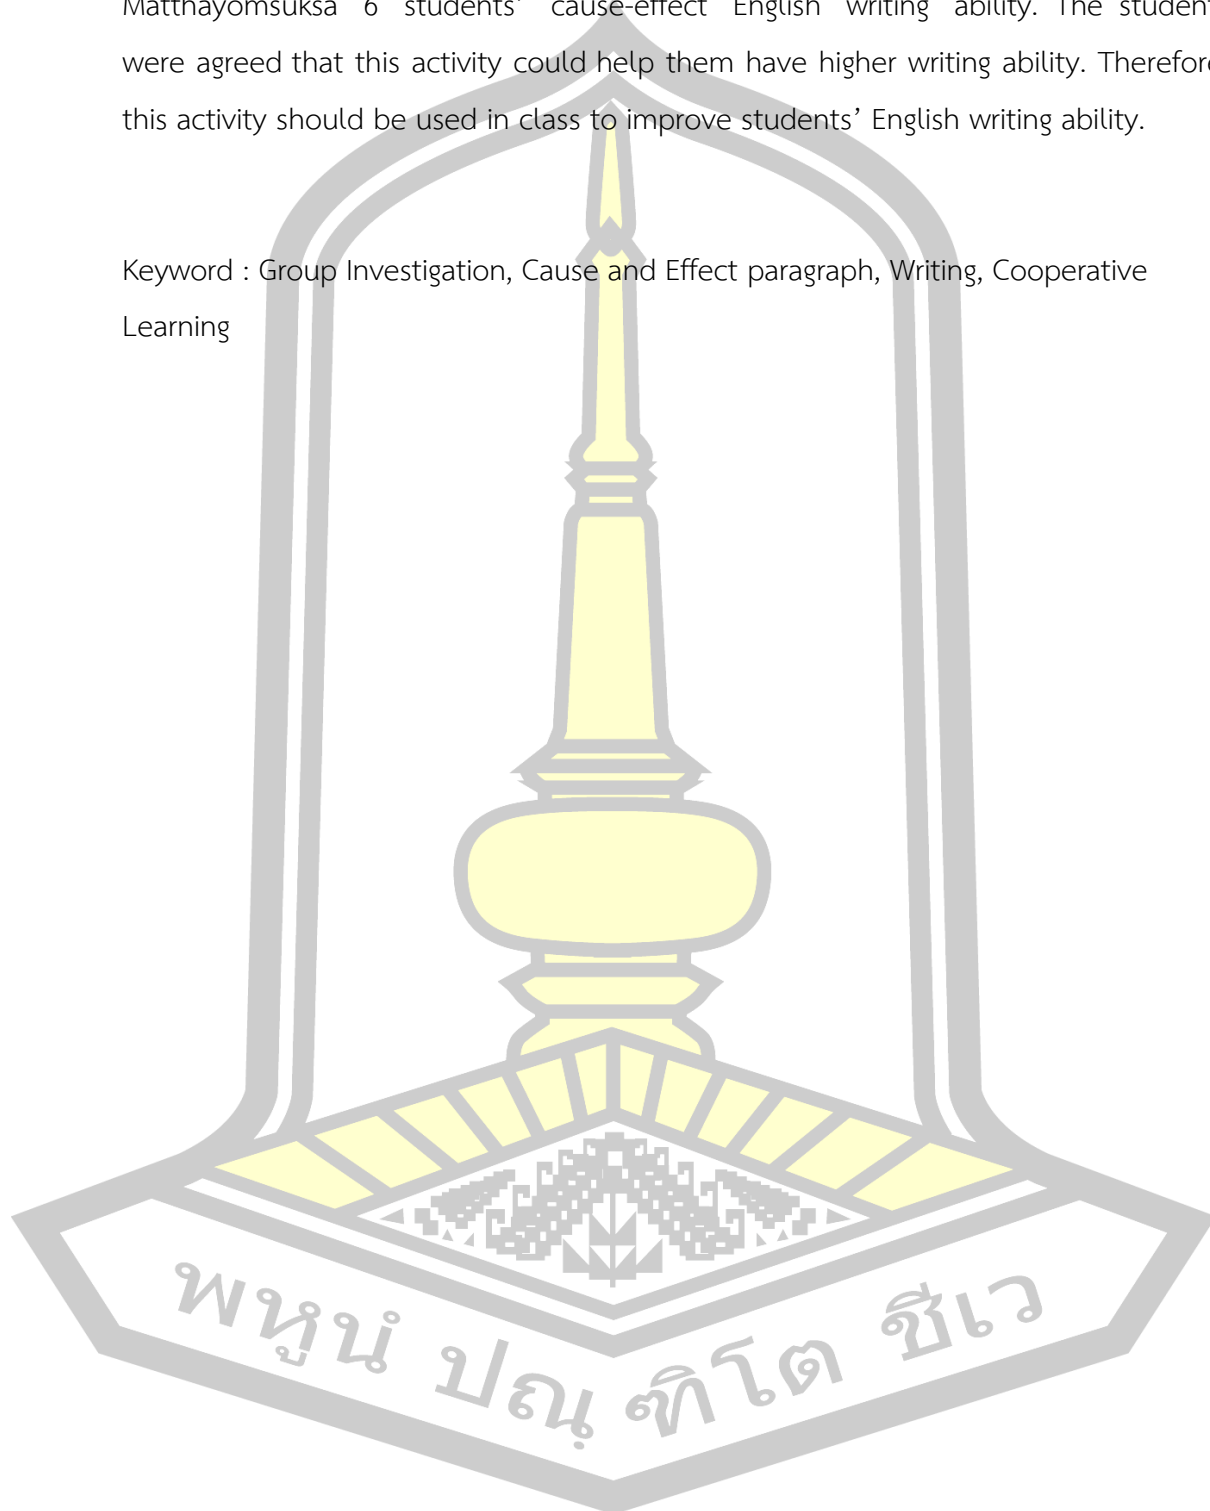 Matthayomsuksa 6 students' cause-effect English writing ability. The student
were agreed that this activity could help them have higher writing ability. Therefore
this activity should be used in class to improve students' English writing ability.
Keyword : Group Investigation, Cause and Effect paragraph, Writing, Cooperative
Learning
พหูนํ ปณฺฑิโต ชีเว